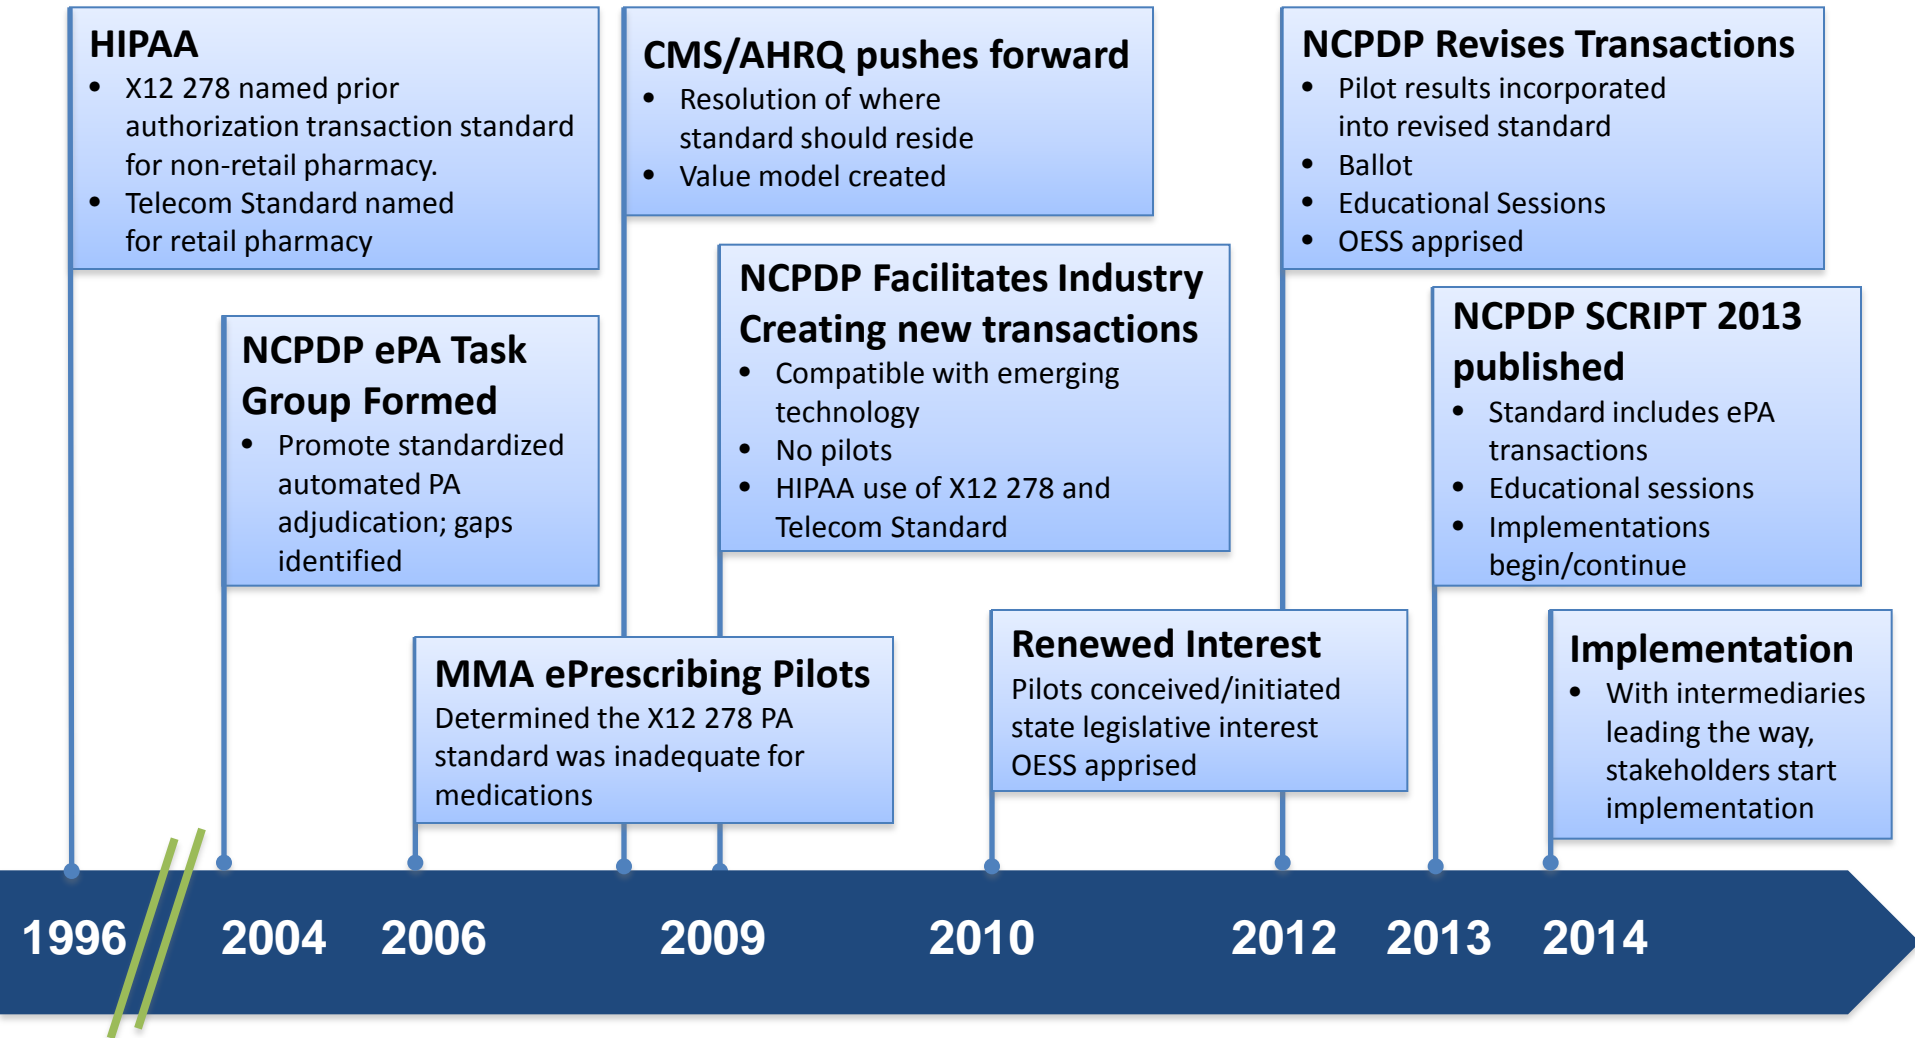 HIPAA
• X12 278 named prior
authorization transaction standard
for non-retail pharmacy.
• Telecom Standard named
for retail pharmacy
CMS/AHRQ pushes forward
• Resolution of where
standard should reside
• Value model created
NCPDP Revises Transactions
• Pilot results incorporated
into revised standard
• Ballot
• Educational Sessions
• OESS apprised
NCPDP ePA Task
Group Formed
• Promote standardized
automated PA
adjudication; gaps
identified
NCPDP Facilitates Industry
Creating new transactions
• Compatible with emerging
technology
• No pilots
• HIPAA use of X12 278 and
Telecom Standard
NCPDP SCRIPT 2013
published
• Standard includes ePA
transactions
• Educational sessions
• Implementations
begin/continue
MMA ePrescribing Pilots
Determined the X12 278 PA
standard was inadequate for
medications
Renewed Interest
Pilots conceived/initiated
state legislative interest
OESS apprised
Implementation
• With intermediaries
leading the way,
stakeholders start
implementation
1996 2004 2006 2009 2010 2012 2013 2014